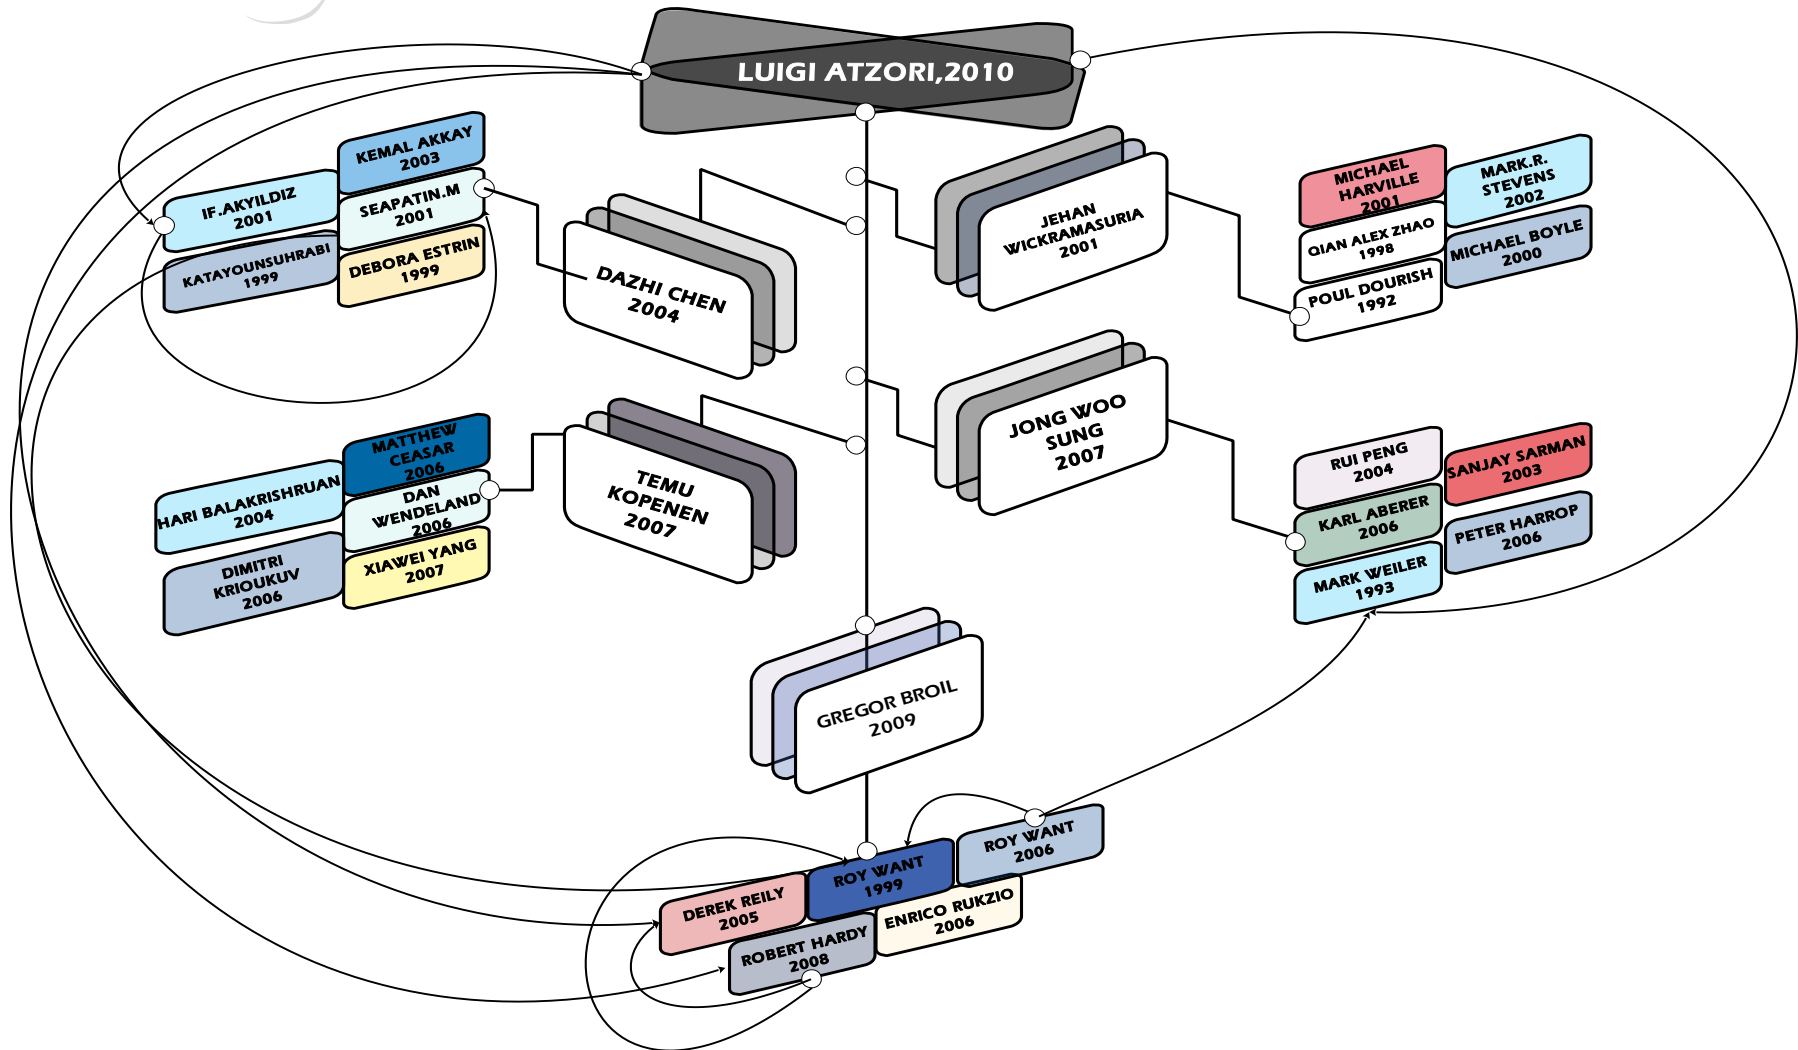 LUIGI ATZORI,2010
KEMAL AKKAY
2003
IF.AKYILDIZ
2001
SEAPATIN.M
2001
KATAYOUNSUHRABI
1999
DEBORA ESTRIN
1999
DAZHI CHEN
2004
JEHAN
WICKRAMASURIA
2001
MICHAEL
HARVILLE
2001
MARK.R.
STEVENS
2002
QIAN ALEX ZHAO
1998
MICHAEL BOYLE
2000
POUL DOURISH
1992
MATTHEW
CEASAR
2006
HARI BALAKRISHRUAN
2004
DAN
WENDELAND
2006
DIMITRI
KRIOUKUV
2006
XIAWEI YANG
2007
TEMU
KOPENEN
2007
JONG WOO
SUNG
2007
RUI PENG
2004
SANJAY SARMAN
2003
KARL ABERER
2006
PETER HARROP
2006
MARK WEILER
1993
GREGOR BROIL
2009
ROY WANT
2006
ROY WANT
1999
DEREK REILY
2005
ENRICO RUKZIO
2006
ROBERT HARDY
2008